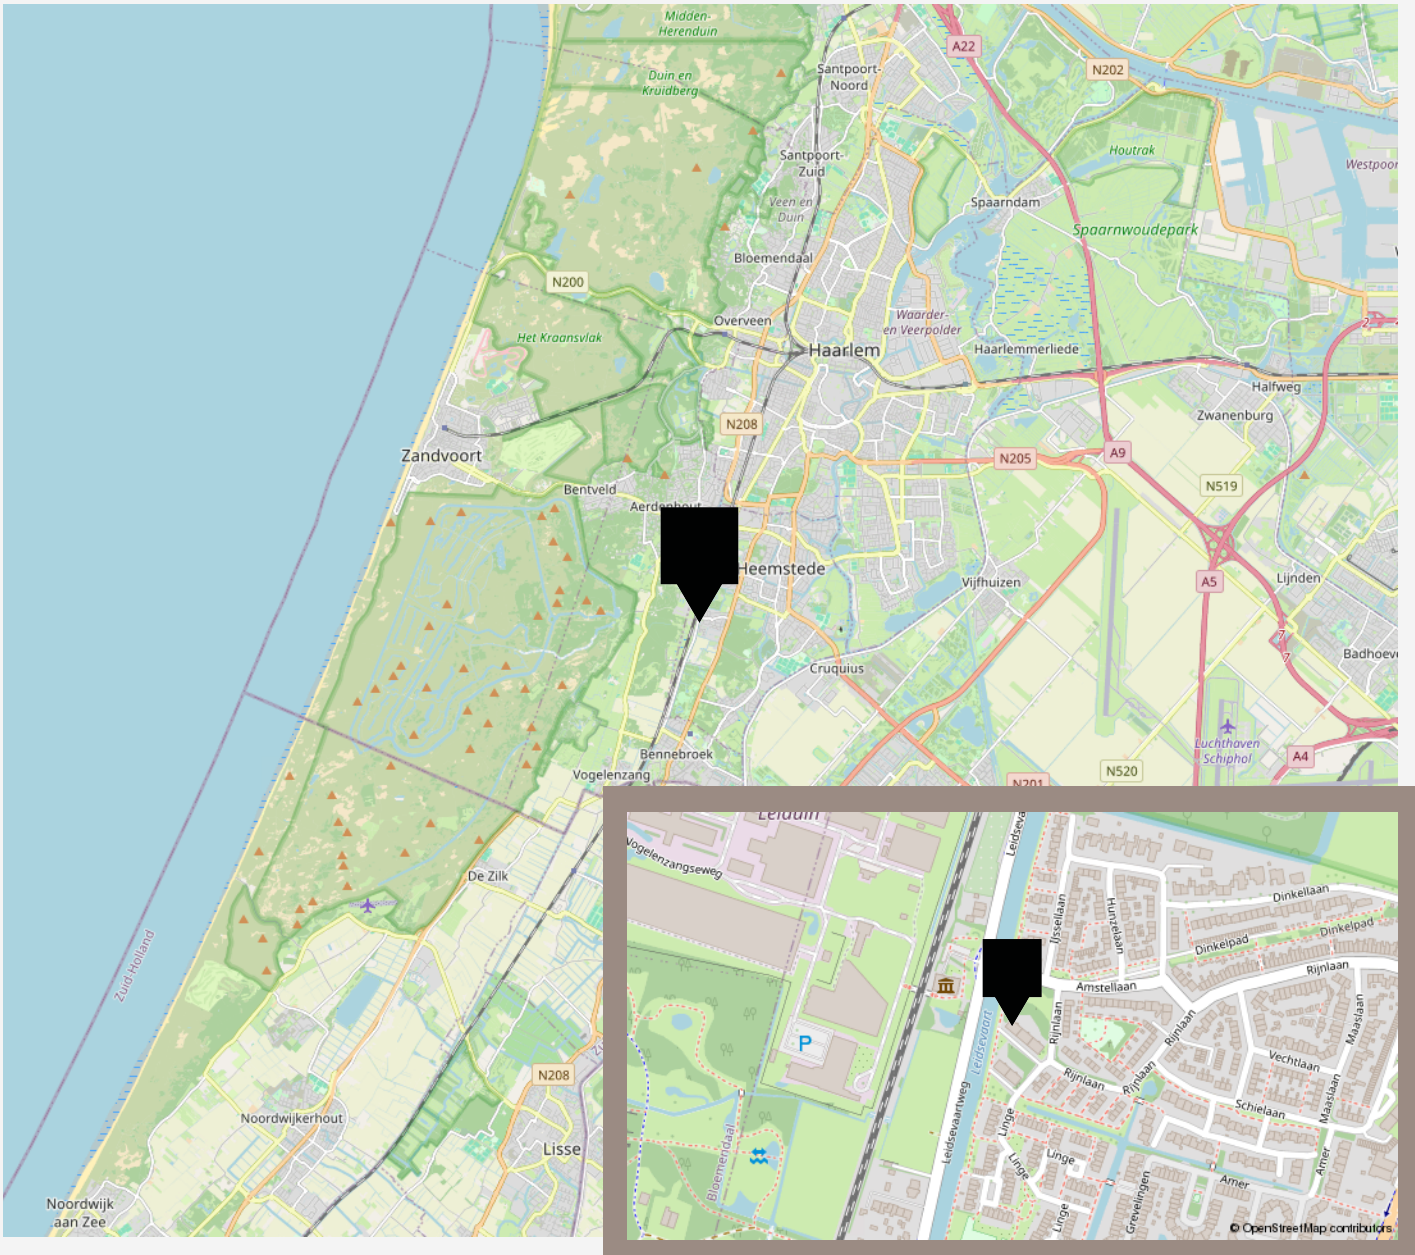 Midden-
Herenduin
A22
Duin en
Kruidberg
Santpoort-
Noord
N202
Houtrak
Santpoort-
Zuid
Spaarndam
Veen en
Duin
Spaarnwoudepark
Bloemendaal
N200
Overveen
Waarder-
en Veerpolder
2
Het Kraansvlak
Haarlem
Haarlemmerliede
Halfweg
Zwanenburg
N208
Zandvoort
N205
A9
N519
Bentveld
Heemstede
Vijfhuizen
A5
Lijnden
7
7
Cruquius
Luchthaven
Schiphol
Bennebroek
A4
Vogelenzang
N520
N201
De Zilk
Zuid-Holland
N208
Noordwijkerhout
Lisse
Noordwijk
aan Zee
Leiduin
Vogelenzangseweg
Dinkellaan
IJssellaan
Hunzelaan
Dinkelpad
Dinkelpad
Rijnlaan
Amstellaan
Leidsevaart
Rijnlaan
Rijnlaan
Maaslaan
P
Vechtlaan
Rijnlaan
Rijnlaan
Maaslaan
Schielaan
Leidsevaartweg
Linge
Linge
Linge
Linge
Amer
Amer
Bloemendaal
Grevelingen
© OpenStreetMap contributors